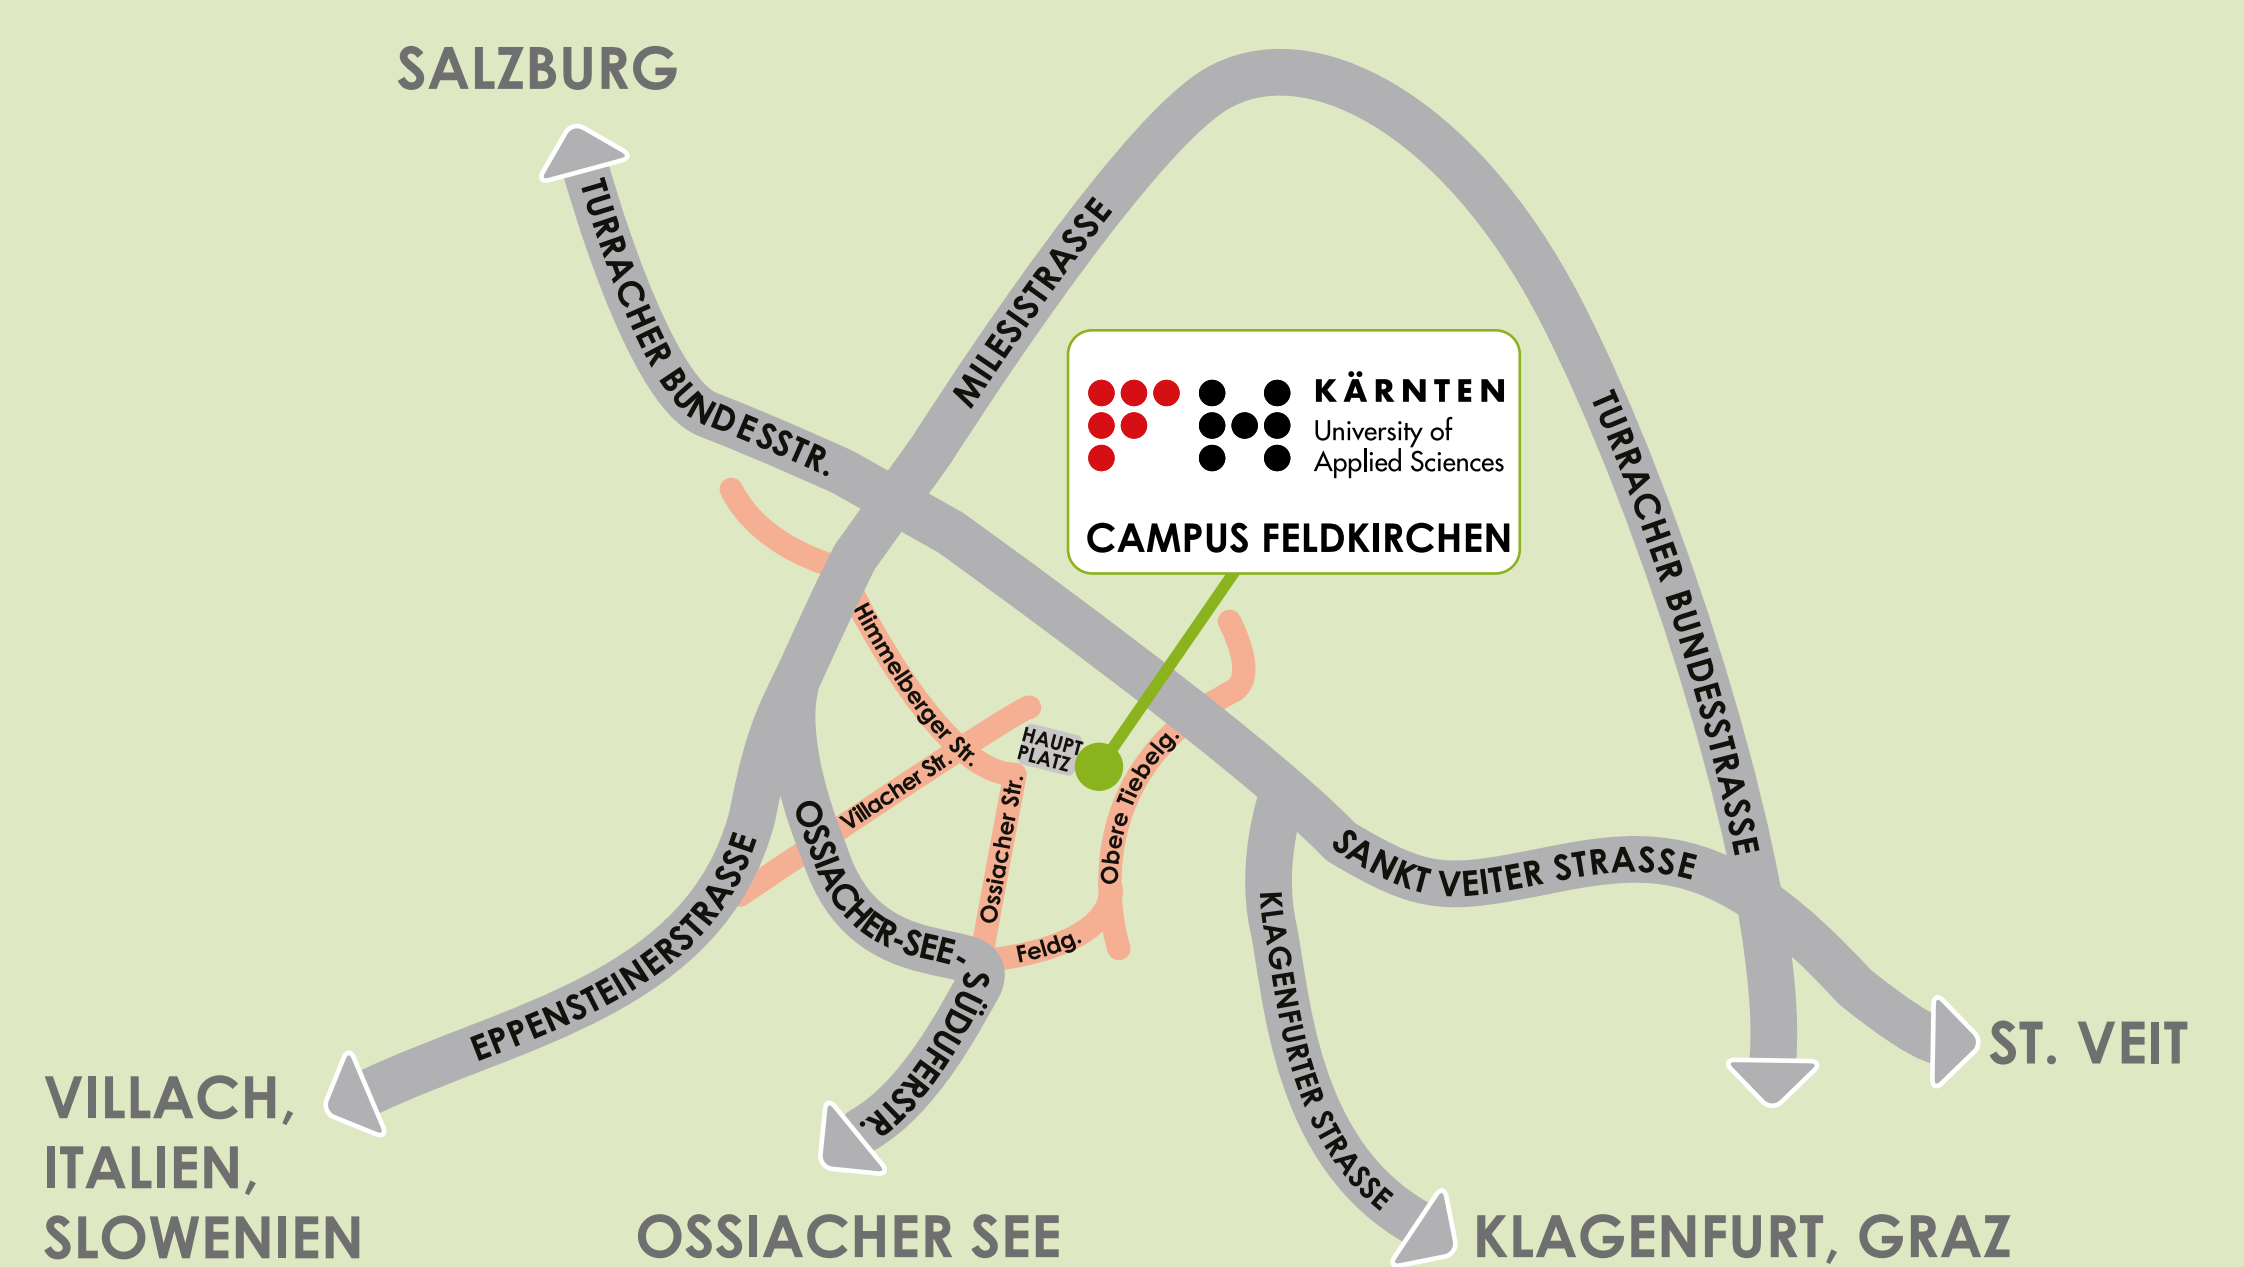 SALZBURG
TURRACHER BUNDESSTR.
MILESISTRASSE
KÄRNTEN
University of
Applied Sciences
CAMPUS FELDKIRCHEN
TURRACHER BUNDESSTRASSE
Himmelberger Str.
HAUPT
PLATZ
Villacher Str.
Ossiacher Str.
Obere Tiebelg.
Feldg.
OSSIACHER-SEE-
SÜDUFERSTR.
EPPENSTEINERSTRASSE
SANKT VEITER STRASSE
KLAGENFURTER STRASSE
ST. VEIT
VILLACH,
ITALIEN,
SLOWENIEN
OSSIACHER SEE
KLAGENFURT, GRAZ